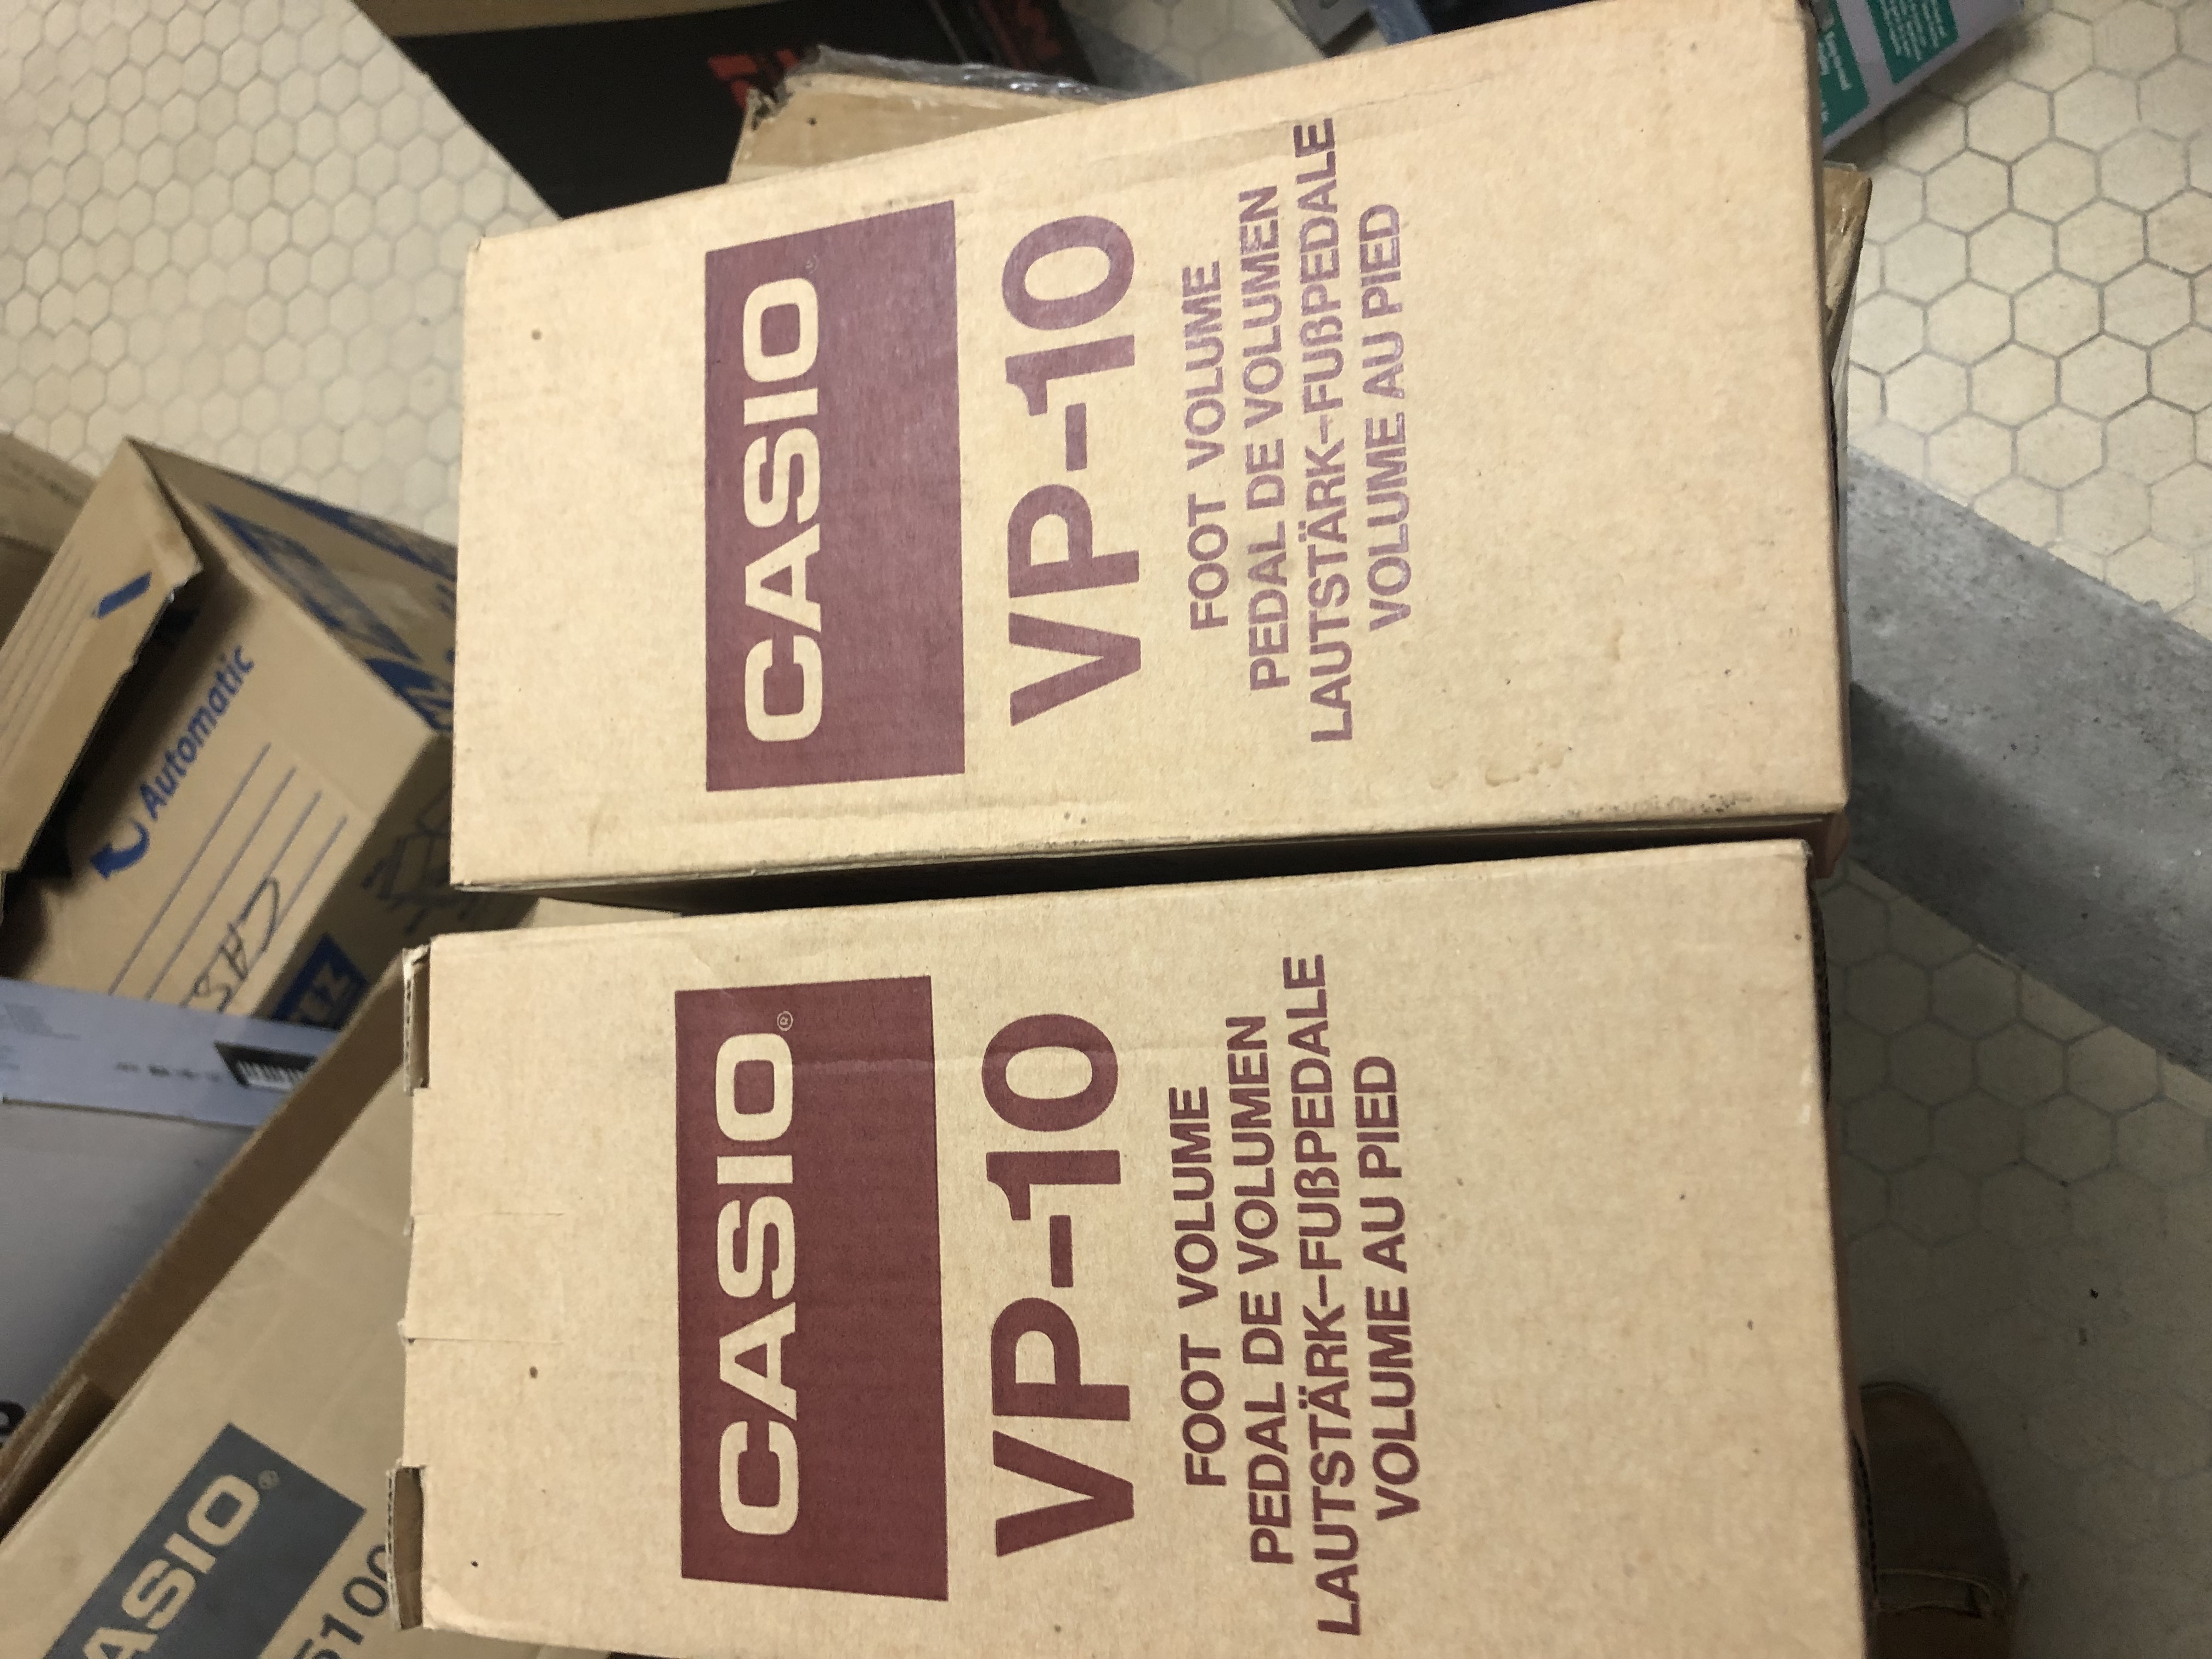 CASIO
VP-10
FOOT VOLUME
PEDAL DE VOLUMEN
LAUTSTÄRK-FUßPEDALE
VOLUME AU PIED
CASIO®
VP-10
FOOT VOLUME
PEDAL DE VOLUMEN
LAUTSTÄRK-FUßPEDALE
VOLUME AU PIED
Automatic